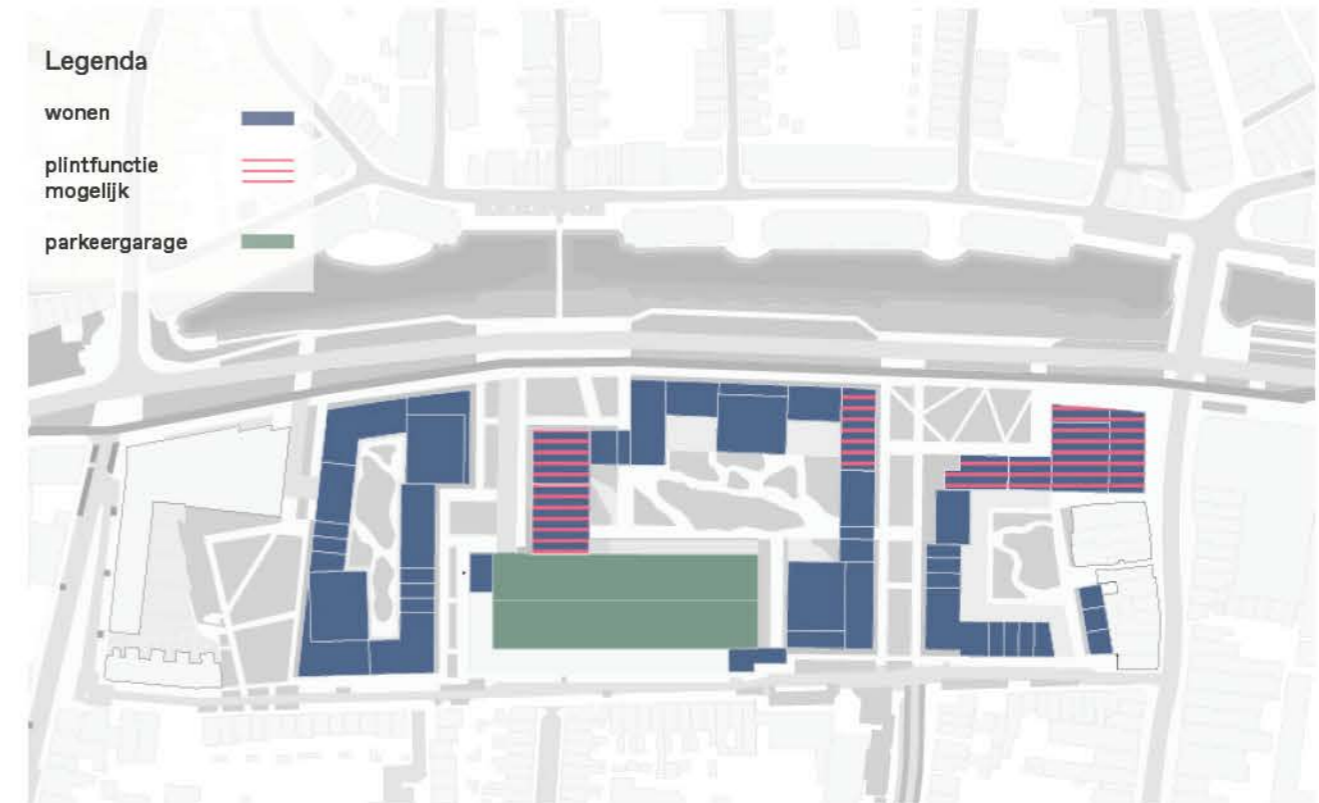 Legenda
wonen
plintfunctie
mogelijk
parkeergarage